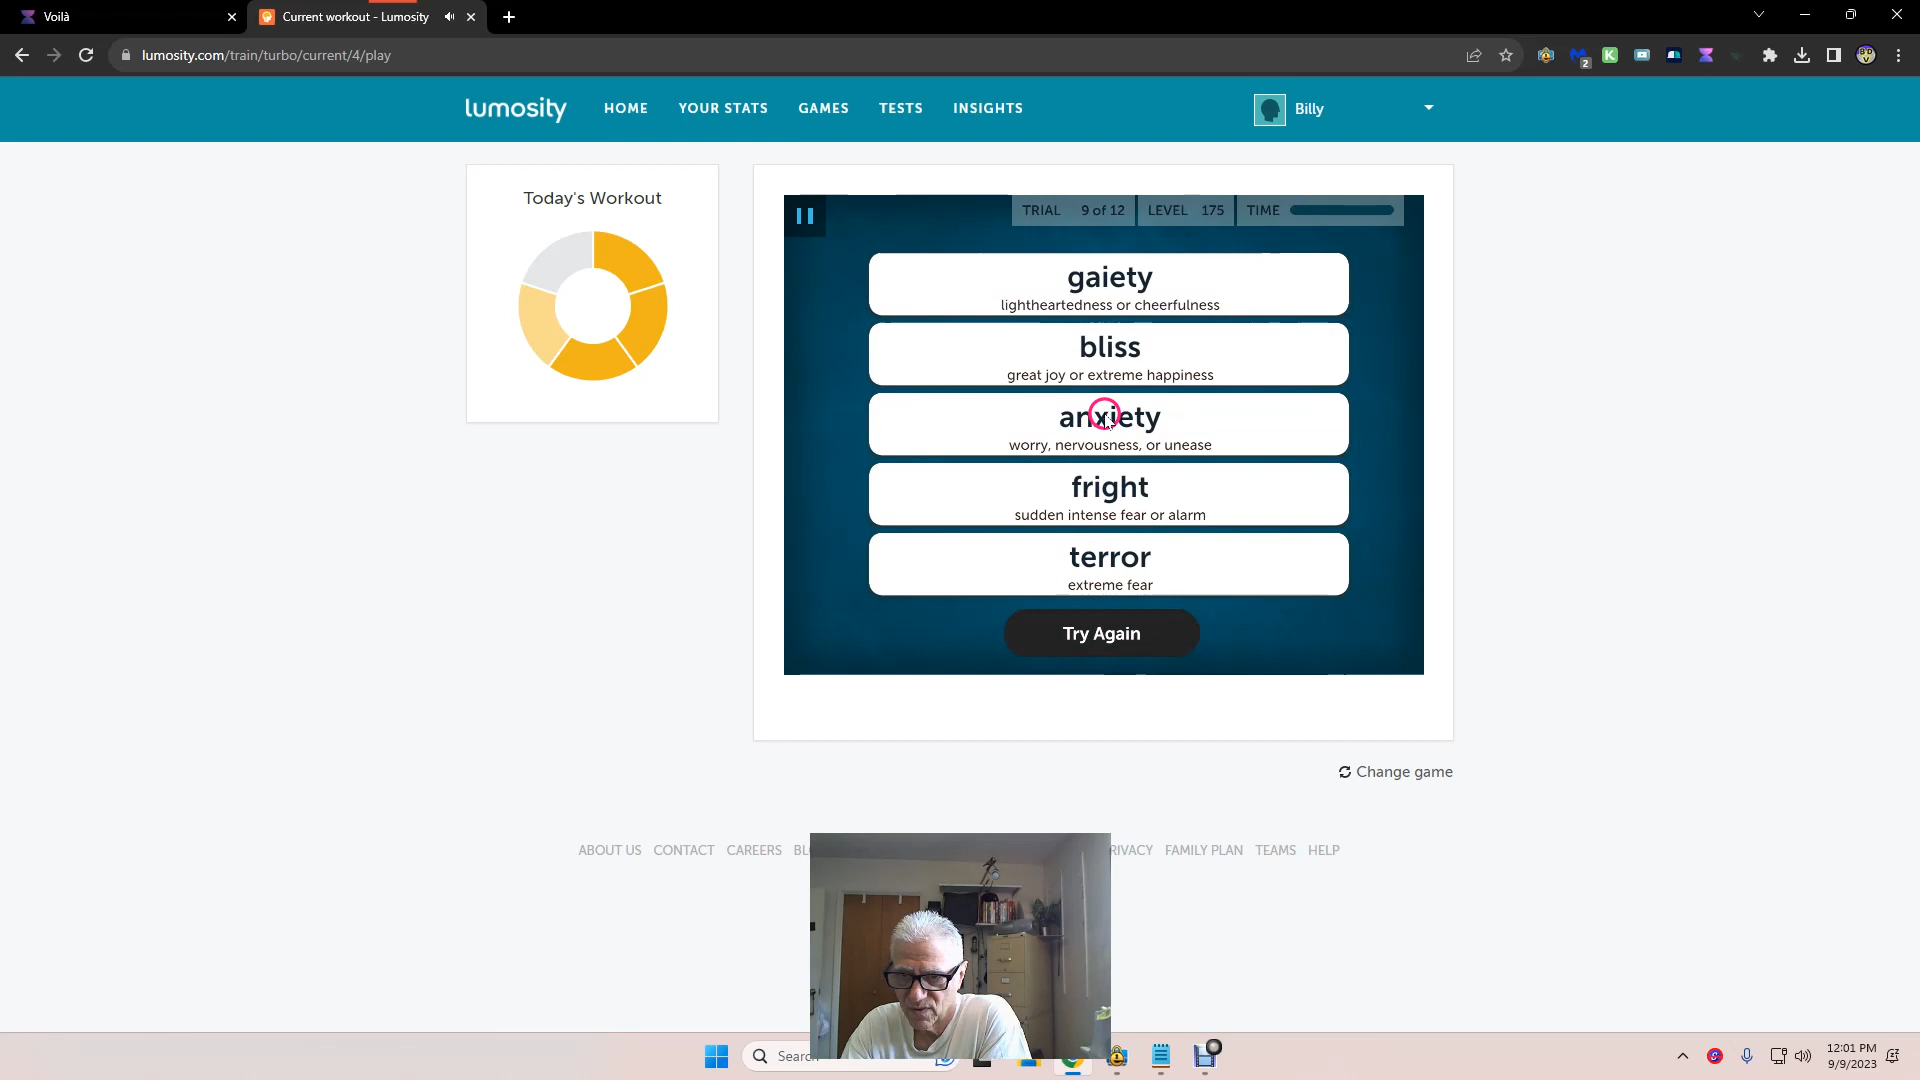 Voilà
Current workout - Lumosity
lumosity.com/train/turbo/current/4/play
2
lumosity
HOME
YOUR STATS
GAMES
TESTS
INSIGHTS
Billy
Today's Workout
TRIAL 9 of 12
LEVEL 175
TIME
gaiety
lightheartedness or cheerfulness
bliss
great joy or extreme happiness
anxiety
worry, nervousness, or unease
fright
sudden intense fear or alarm
terror
extreme fear
Try Again
Change game
ABOUT US CONTACT CAREERS FAMILY PLAN TEAMS HELP
12:01 PM
9/9/2023